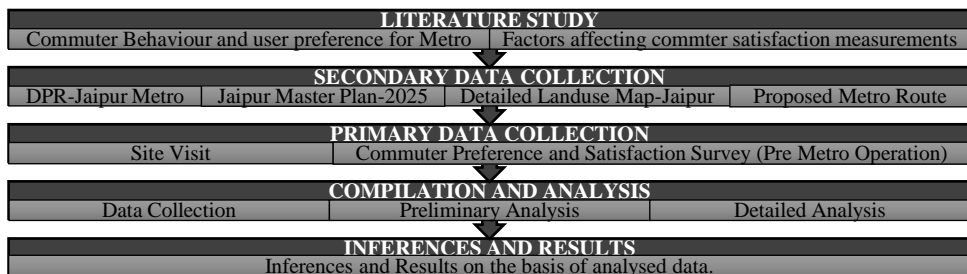 LITERATURE STUDY
Commuter Behaviour and user preference for Metro Factors affecting commter satisfaction measurements
SECONDARY DATA COLLECTION
DPR-Jaipur Metro Jaipur Master Plan-2025 Detailed Landuse Map-Jaipur Proposed Metro Route
PRIMARY DATA COLLECTION
Site Visit Commuter Preference and Satisfaction Survey (Pre Metro Operation)
COMPILATION AND ANALYSIS
Data Collection Preliminary Analysis Detailed Analysis
INFERENCES AND RESULTS
Inferences and Results on the basis of analysed data.